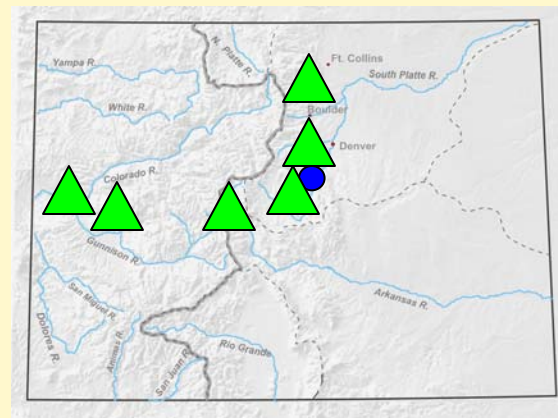 N. Platte R.
Yampa R.
Ft. Collins
South Platte R.
White R.
Boulder
Denver
Colorado R.
Gunnison R.
San Miguel R.
Dolores R.
Animas R.
San Juan R.
Rio Grande
Arkansas R.